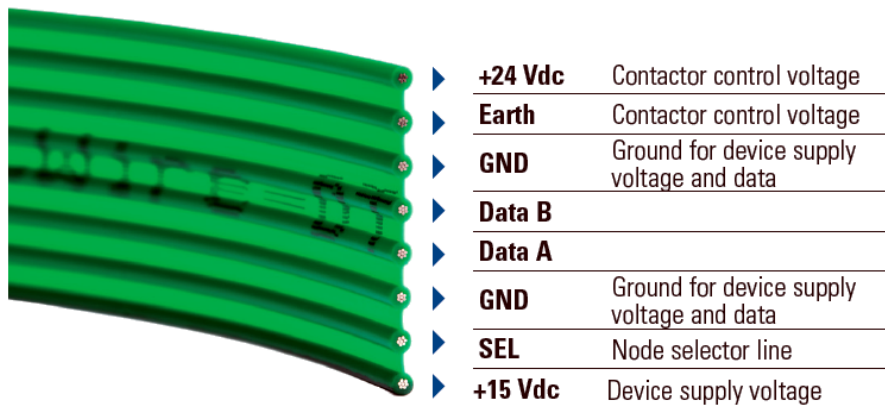 +24 Vdc Contactor control voltage
Earth Contactor control voltage
GND Ground for device supply
voltage and data
Data B
Data A
GND Ground for device supply
voltage and data
SEL Node selector line
+15 Vdc Device supply voltage